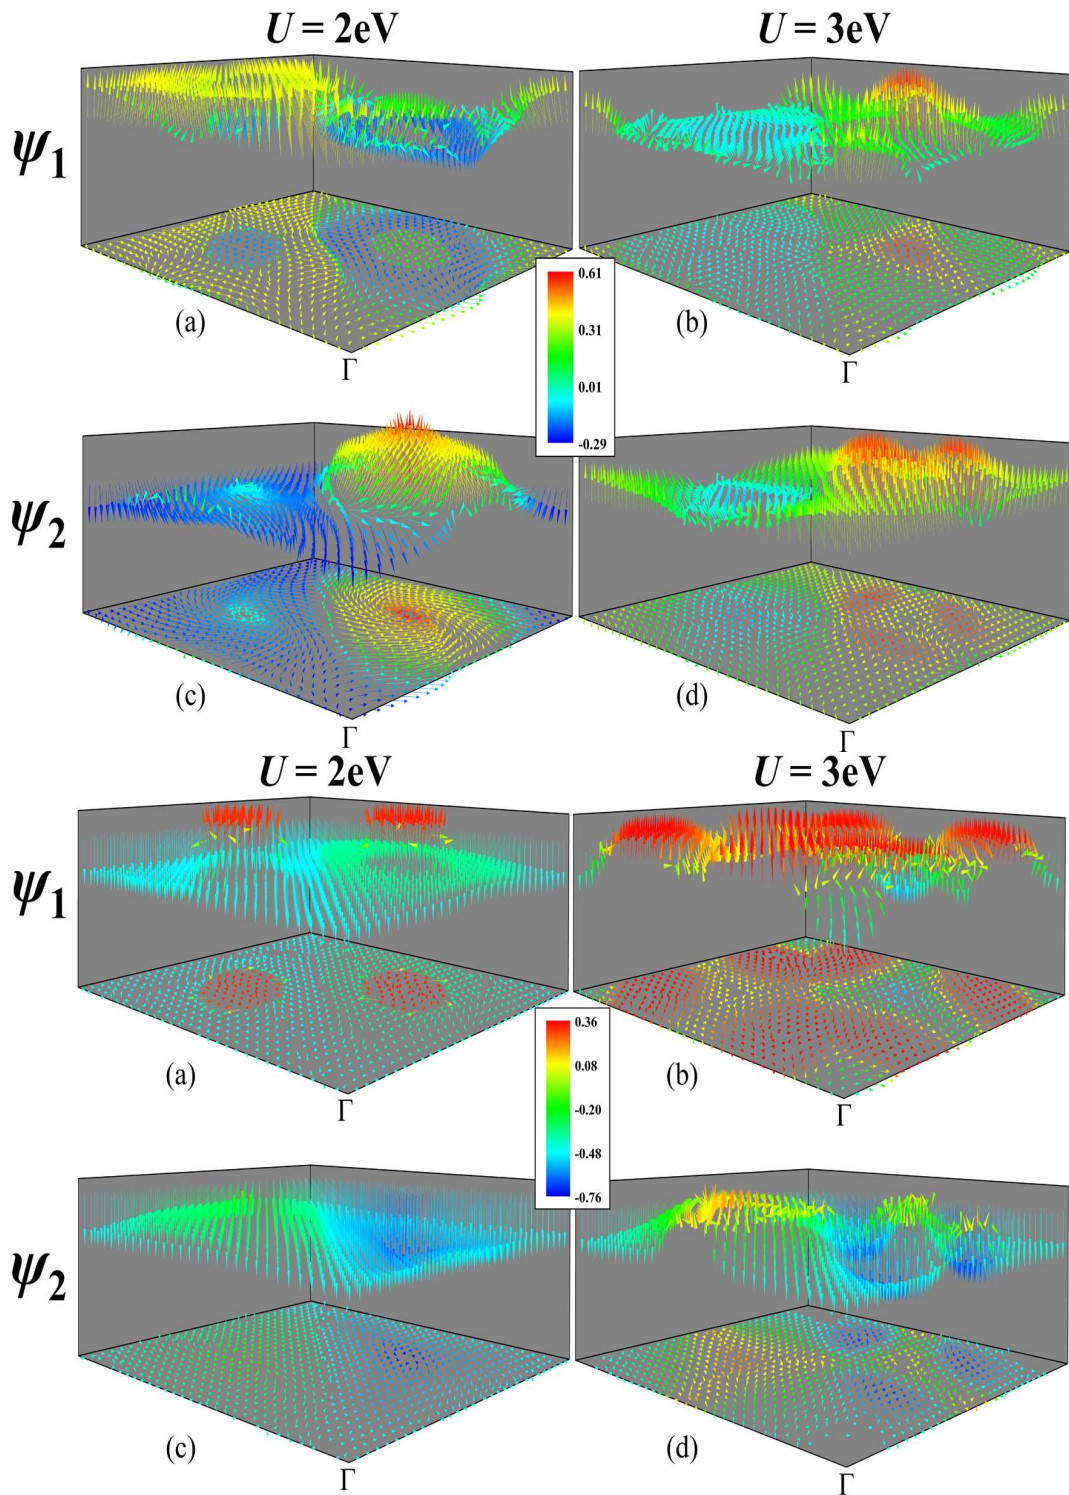 U = 2eV U = 3eV
ψ1
(a) (b)
Γ Γ
0.61
0.31
0.01
-0.29
ψ2
(c) (d)
Γ Γ
U = 2eV U = 3eV
ψ1
(a) (b)
Γ Γ
0.36
0.08
-0.20
-0.48
-0.76
ψ2
(c) (d)
Γ Γ